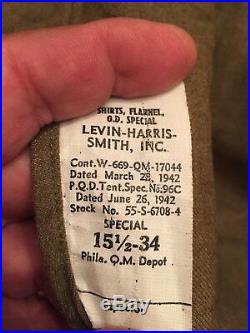 SHIRTS, FLANNEL,
O.D. SPECIAL
LEVIN-HARRIS-
SMITH, INC.
Cont.W-669-QM-17044
Dated March 28, 1942
P.Q.D.Tent.Spec.No.96C
Dated June 26, 1942
Stock No. 55-S-6708-4
SPECIAL
15½-34
Phila. Q.M. Depot